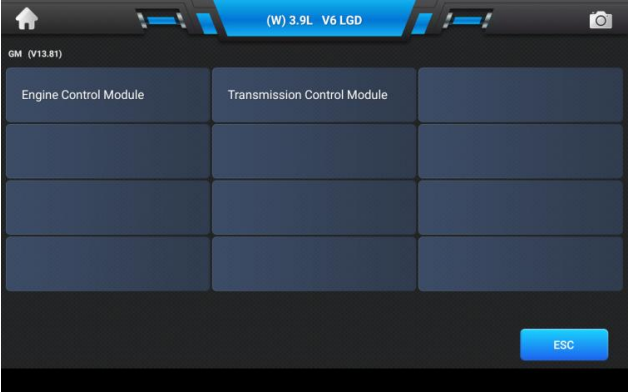 (W) 3.9L V6 LGD
GM (V13.81)
Engine Control Module
Transmission Control Module
ESC